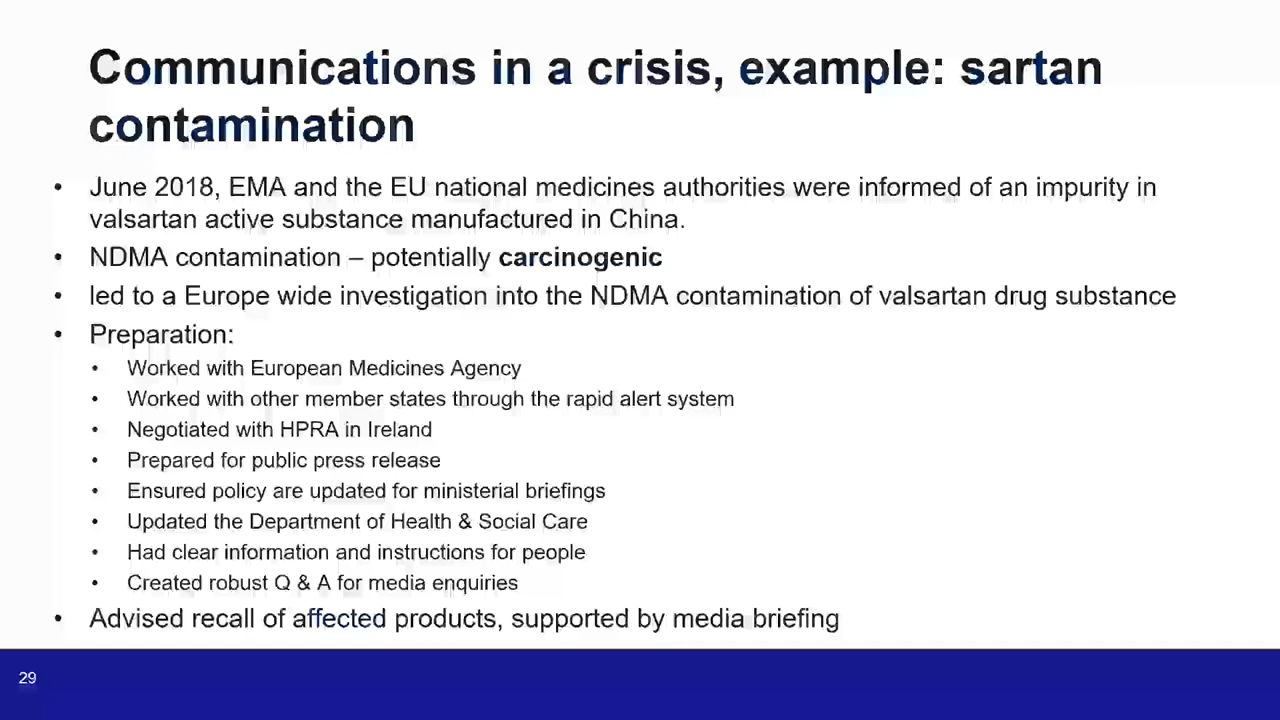 Communications in a crisis, example: sartan
contamination
• June 2018, EMA and the EU national medicines authorities were informed of an impurity in
valsartan active substance manufactured in China.
• NDMA contamination – potentially carcinogenic
• led to a Europe wide investigation into the NDMA contamination of valsartan drug substance
• Preparation:
• Worked with European Medicines Agency
• Worked with other member states through the rapid alert system
• Negotiated with HPRA in Ireland
• Prepared for public press release
• Ensured policy are updated for ministerial briefings
• Updated the Department of Health & Social Care
• Had clear information and instructions for people
• Created robust Q & A for media enquiries
• Advised recall of affected products, supported by media briefing
29